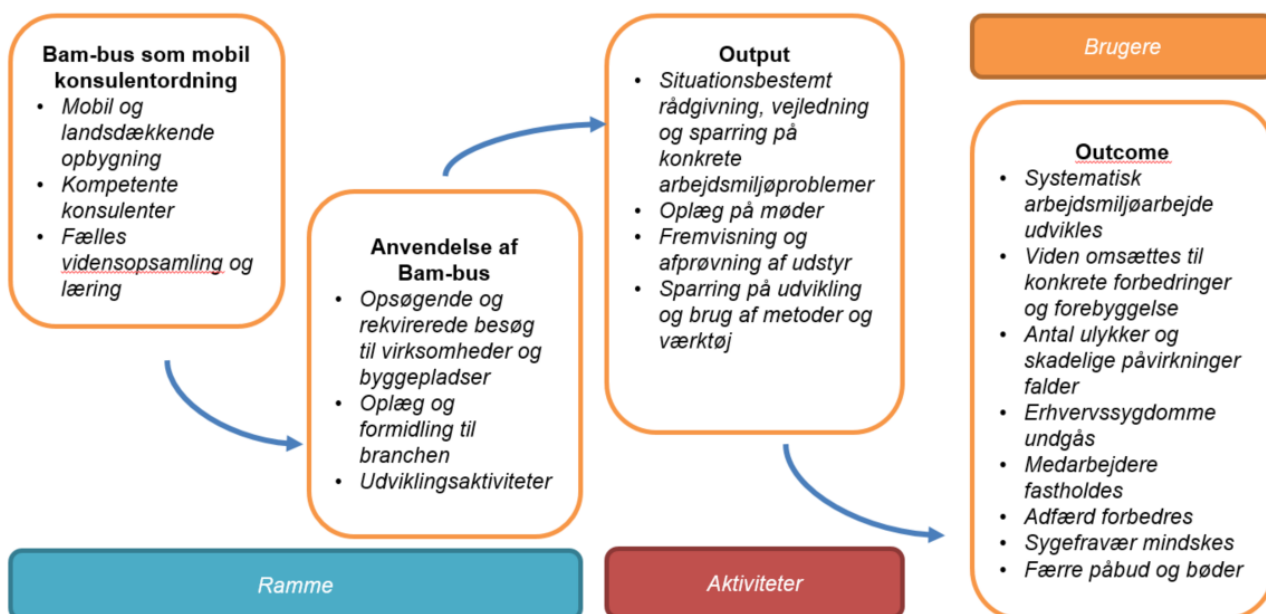 Bam-bus som mobil
konsulentordning
• Mobil og
landsdækkende
opbygning
• Kompetente
konsulenter
• Fælles
vidensopsamling og
læring
Anvendelse af
Bam-bus
• Opsøgende og
rekvirerede besøg
til virksomheder og
byggepladser
• Oplæg og
formidling til
branchen
• Udviklingsaktiviteter
Ramme
Output
• Situationsbestemt
rådgivning, vejledning
og sparring på
konkrete
arbejdsmiljøproblemer
• Oplæg på møder
• Fremvisning og
afprøvning af udstyr
• Sparring på udvikling
og brug af metoder og
værktøj
Aktiviteter
Brugere
Outcome
• Systematisk
arbejdsmiljøarbejde
udvikles
• Viden omsættes til
konkrete forbedringer
og forebyggelse
• Antal ulykker og
skadelige påvirkninger
falder
• Erhvervssygdomme
undgås
• Medarbejdere
fastholdes
• Adfærd forbedres
• Sygefravær mindskes
• Færre påbud og bøder